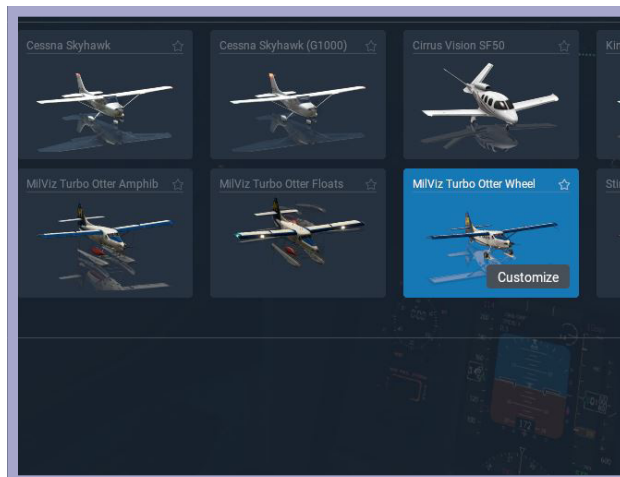 Cessna Skyhawk
Cessna Skyhawk (G1000)
Cirrus Vision SF50
MilViz Turbo Otter Amphib
MilViz Turbo Otter Floats
MilViz Turbo Otter Wheel
Customize